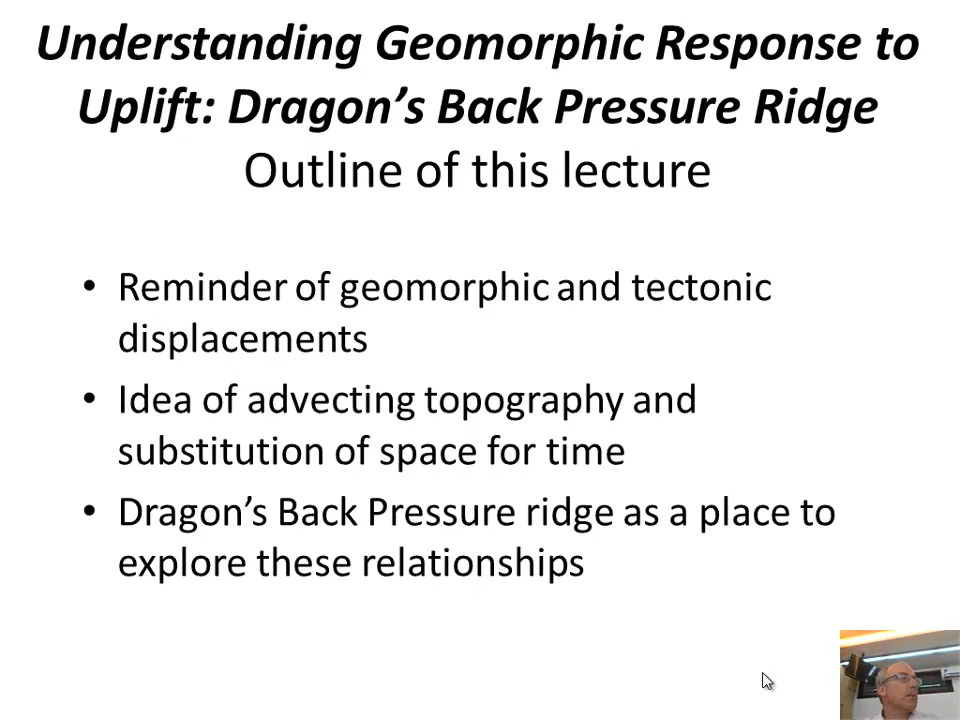 Understanding Geomorphic Response to
Uplift: Dragon’s Back Pressure Ridge
Outline of this lecture
• Reminder of geomorphic and tectonic
displacements
• Idea of advecting topography and
substitution of space for time
• Dragon’s Back Pressure ridge as a place to
explore these relationships